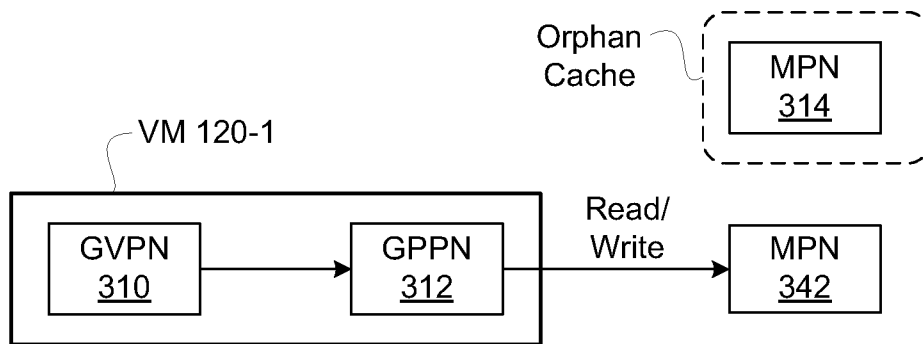 Orphan
Cache
MPN
314
VM 120-1
GVPN
310
GPPN
312
Read/
Write
MPN
342